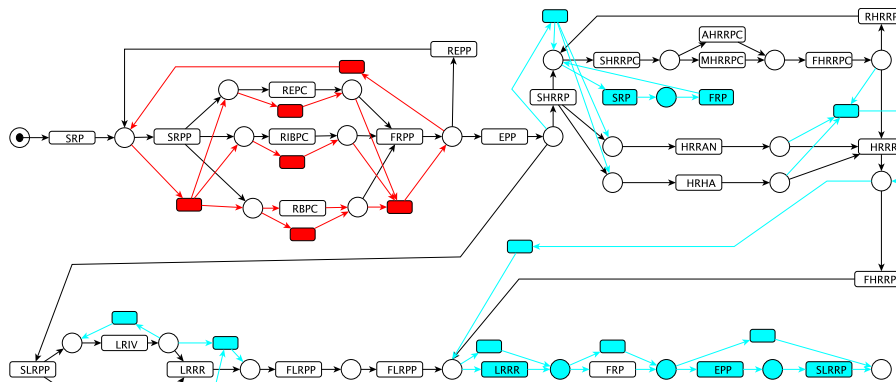 RHRRP
AHRRPC
REPP
SHRRPC
MHRRPC
FHRRPC
REPC
SHRRP
SRP
FRP
SRP
SRPP
RIBPC
FRPP
EPP
HRRAN
HRRR
HRHA
RBPC
FHRRP
LRIV
SLRPP
LRRR
FLRPP
FLRPP
LRRR
FRP
EPP
SLRRP